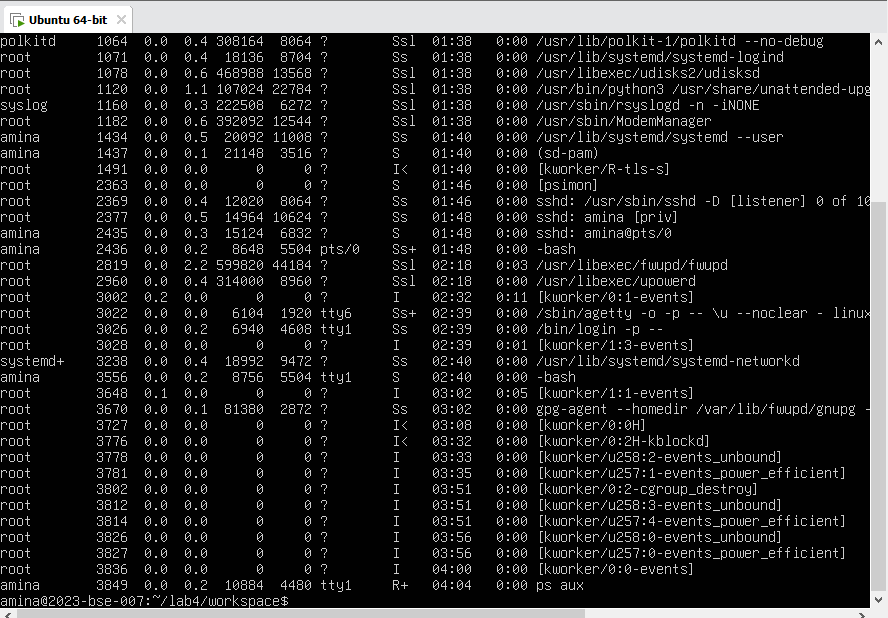 Ubuntu 64-bit
polkitd 1064 0.0 0.4 308164 8064 ? Ssl 01:38 0:00 /usr/lib/polkit-1/polkitd --no-debug
root 1071 0.0 0.4 18136 8704 ? Ss 01:38 0:00 /usr/lib/systemd/systemd-logind
root 1078 0.0 0.6 468988 13568 ? Ssl 01:38 0:00 /usr/libexec/udisks2/udisksd
root 1120 0.0 1.1 107024 22784 ? Ssl 01:38 0:00 /usr/bin/python3 /usr/share/unattended-upg
syslog 1160 0.0 0.3 222508 6272 ? Ssl 01:38 0:00 /usr/sbin/rsyslogd -n -iNONE
root 1182 0.0 0.6 392092 12544 ? Ssl 01:38 0:00 /usr/sbin/ModemManager
amina 1434 0.0 0.5 20092 11008 ? Ss 01:40 0:00 /usr/lib/systemd/systemd --user
amina 1437 0.0 0.1 21148 3516 ? S 01:40 0:00 (sd-pam)
root 1491 0.0 0.0 0 0 ? I< 01:40 0:00 [kworker/R-tls-s]
root 2363 0.0 0.0 0 0 ? S 01:46 0:00 [psimon]
root 2369 0.0 0.4 12020 8064 ? Ss 01:46 0:00 sshd: /usr/sbin/sshd -D [listener] 0 of 10
root 2377 0.0 0.5 14964 10624 ? Ss 01:48 0:00 sshd: amina [priv]
amina 2435 0.0 0.3 15124 6832 ? S 01:48 0:00 sshd: amina@pts/0
amina 2436 0.0 0.2 8648 5504 pts/0 Ss+ 01:48 0:00 -bash
root 2819 0.0 2.2 599820 44184 ? Ssl 02:18 0:03 /usr/libexec/fwupd/fwupd
root 2960 0.0 0.4 314000 8960 ? Ssl 02:18 0:00 /usr/libexec/upowerd
root 3002 0.2 0.0 0 0 ? I 02:32 0:11 [kworker/0:1-events]
root 3022 0.0 0.0 6104 1920 tty6 Ss+ 02:39 0:00 /sbin/agetty -o -p -- \u --noclear - linux
root 3026 0.0 0.2 6940 4608 tty1 Ss 02:39 0:00 /bin/login -p --
root 3028 0.0 0.0 0 0 ? I 02:39 0:01 [kworker/1:3-events]
systemd+ 3238 0.0 0.4 18992 9472 ? Ss 02:40 0:00 /usr/lib/systemd/systemd-networkd
amina 3556 0.0 0.2 8756 5504 tty1 S 02:40 0:00 -bash
root 3648 0.1 0.0 0 0 ? I 03:02 0:05 [kworker/1:1-events]
root 3670 0.0 0.1 81380 2872 ? Ss 03:02 0:00 gpg-agent --homedir /var/lib/fwupd/gnupg -
root 3727 0.0 0.0 0 0 ? I< 03:08 0:00 [kworker/0:0H]
root 3776 0.0 0.0 0 0 ? I< 03:32 0:00 [kworker/0:2H-kblockd]
root 3778 0.0 0.0 0 0 ? I 03:33 0:00 [kworker/u258:2-events_unbound]
root 3781 0.0 0.0 0 0 ? I 03:35 0:00 [kworker/u257:1-events_power_efficient]
root 3802 0.0 0.0 0 0 ? I 03:51 0:00 [kworker/0:2-cgroup_destroy]
root 3812 0.0 0.0 0 0 ? I 03:51 0:00 [kworker/u258:3-events_unbound]
root 3814 0.0 0.0 0 0 ? I 03:51 0:00 [kworker/u257:4-events_power_efficient]
root 3826 0.0 0.0 0 0 ? I 03:56 0:00 [kworker/u258:0-events_unbound]
root 3827 0.0 0.0 0 0 ? I 03:56 0:00 [kworker/u257:0-events_power_efficient]
root 3836 0.0 0.0 0 0 ? I 04:00 0:00 [kworker/0:0-events]
amina 3849 0.0 0.2 10884 4480 tty1 R+ 04:04 0:00 ps aux
amina@2023-bse-007:~/lab4/workspace$